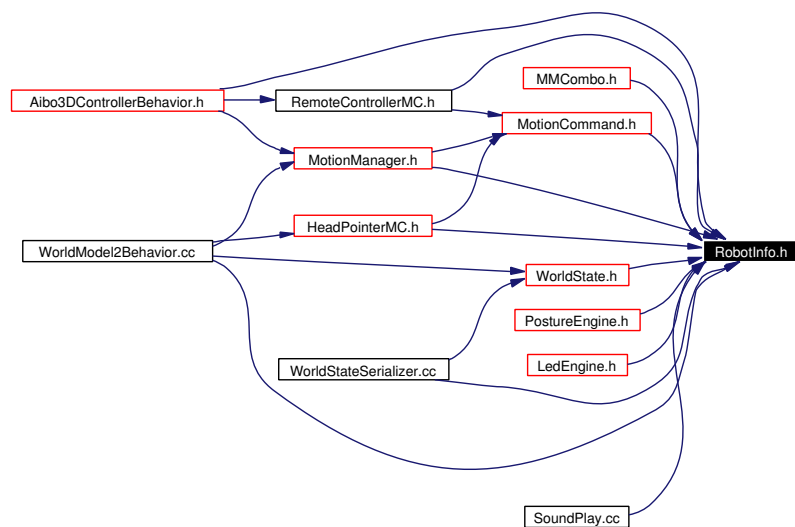 MMCombo.h
Aibo3DControllerBehavior.h
RemoteControllerMC.h
MotionCommand.h
MotionManager.h
HeadPointerMC.h
WorldModel2Behavior.cc
RobotInfo.h
WorldState.h
PostureEngine.h
WorldStateSerializer.cc
LedEngine.h
SoundPlay.cc